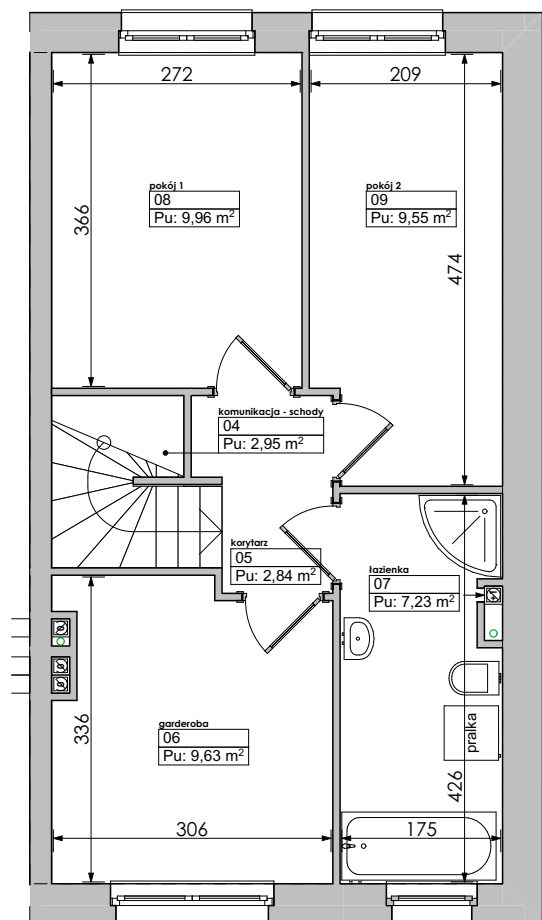 272
209
pokój 1
08
Pu: 9,96 m²
pokój 2
09
Pu: 9,55 m²
366
474
komunikacja - schody
04
Pu: 2,95 m²
korytarz
05
Pu: 2,84 m²
łazienka
07
Pu: 7,23 m²
garderoba
06
Pu: 9,63 m²
336
pralka
426
306
175